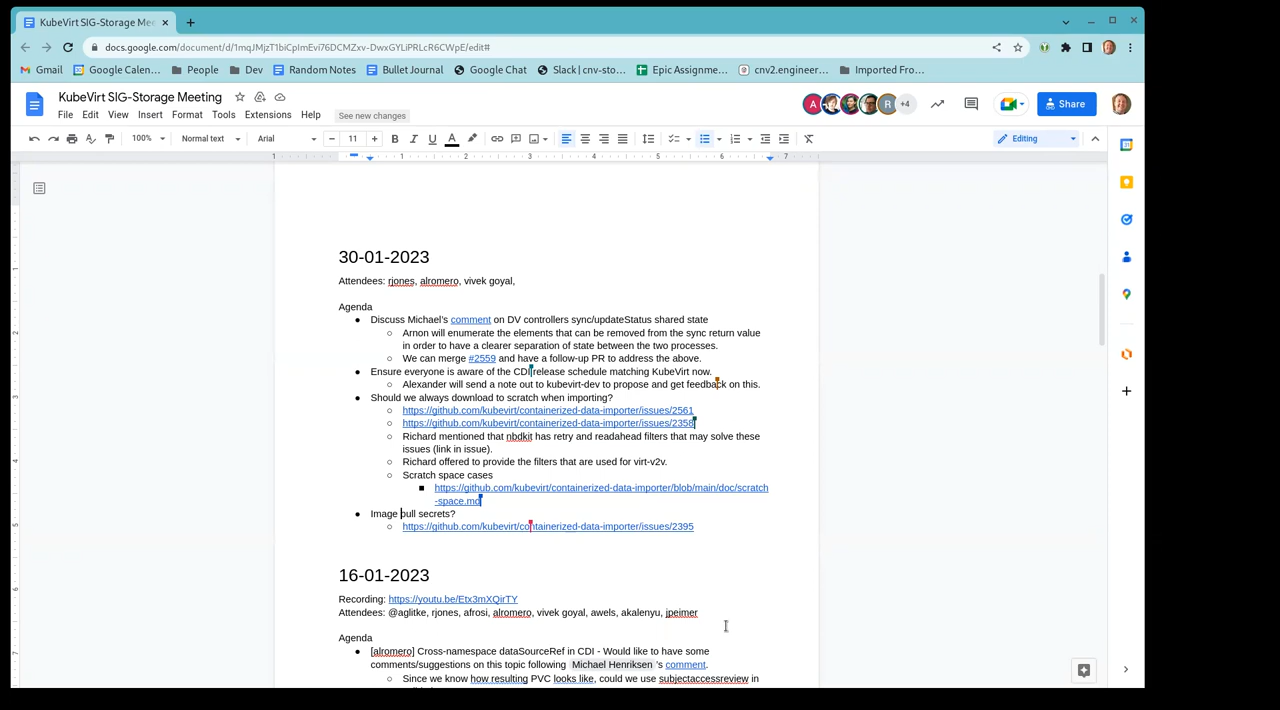 KubeVirt SIG-Storage Mee
docs.google.com/document/d/1mqJMjzT1biCpImEvi76DCMZxv-DwxGYLiPRLcR6CWpE/edit#
Gmail Google Calen... People Dev Random Notes Bullet Journal Google Chat Slack | cnv-sto... Epic Assignme... cnv2.engineer... Imported Fro...
KubeVirt SIG-Storage Meeting
A R +4 Share
File Edit View Insert Format Tools Extensions Help See new changes
100% Normal text Arial 11 B I U A Editing
1 1 2 3 4 5 6 7
30-01-2023
Attendees: rjones, alromero, vivek goyal,
Agenda
● Discuss Michael's comment on DV controllers sync/updateStatus shared state
○ Arnon will enumerate the elements that can be removed from the sync return value
in order to have a clearer separation of state between the two processes.
○ We can merge #2559 and have a follow-up PR to address the above.
● Ensure everyone is aware of the CDI release schedule matching KubeVirt now.
○ Alexander will send a note out to kubevirt-dev to propose and get feedback on this.
● Should we always download to scratch when importing?
○ https://github.com/kubevirt/containerized-data-importer/issues/2561
○ https://github.com/kubevirt/containerized-data-importer/issues/2358
○ Richard mentioned that nbdkit has retry and readahead filters that may solve these
issues (link in issue).
○ Richard offered to provide the filters that are used for virt-v2v.
○ Scratch space cases
■ https://github.com/kubevirt/containerized-data-importer/blob/main/doc/scratch
-space.md
● Image pull secrets?
○ https://github.com/kubevirt/containerized-data-importer/issues/2395
16-01-2023
Recording: https://youtu.be/Etx3mXQirTY
Attendees: @aglitke, rjones, afrosi, alromero, vivek goyal, awels, akalenyu, jpeimer
Agenda
● [alromero] Cross-namespace dataSourceRef in CDI - Would like to have some
comments/suggestions on this topic following Michael Henriksen 's comment.
○ Since we know how resulting PVC looks like, could we use subjectaccessreview in